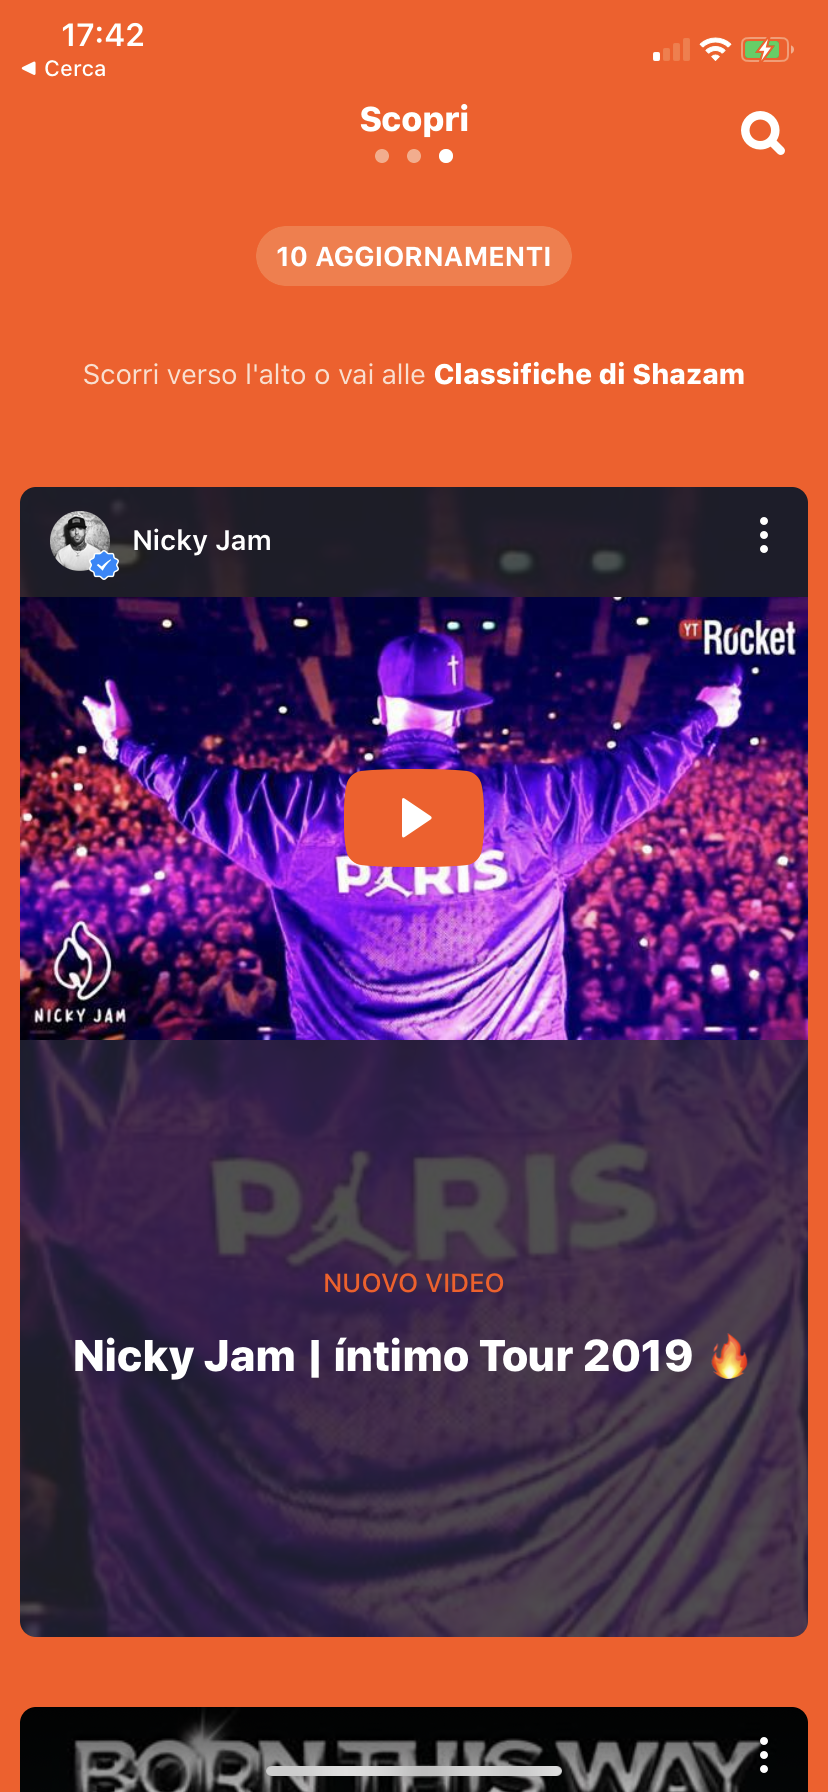 17:42
◀ Cerca
Scopri
10 AGGIORNAMENTI
Scorri verso l'alto o vai alle Classifiche di Shazam
Nicky Jam
YT Rocket
PARIS
NICKY JAM
PARIS
NUOVO VIDEO
Nicky Jam | íntimo Tour 2019 🔥
BORN THIS WAY